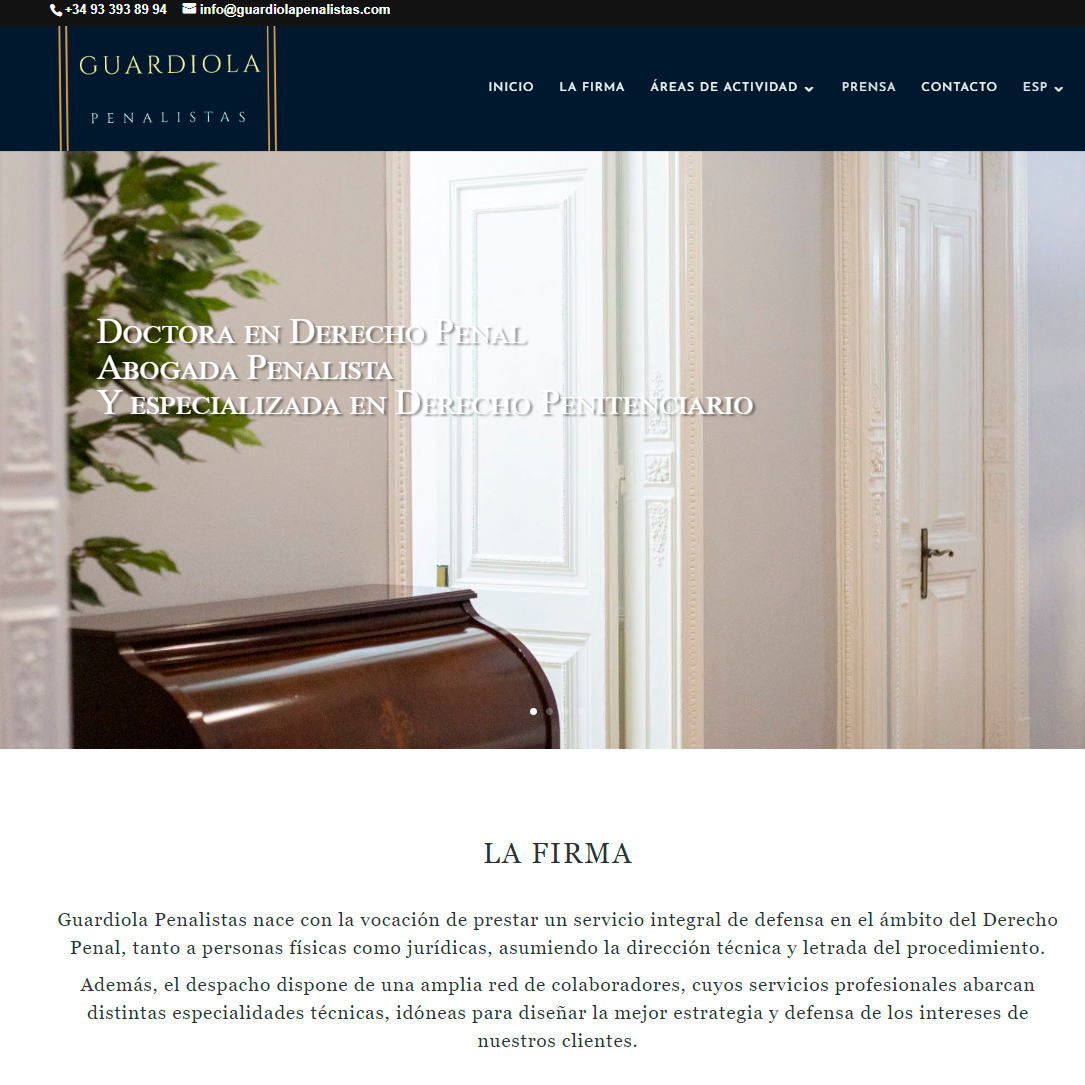 +34 93 393 89 94 info@guardiolapenalistas.com
GUARDIOLA
PENALISTAS
INICIO LA FIRMA ÁREAS DE ACTIVIDAD PRENSA CONTACTO ESP
Doctora en Derecho Penal
Abogada Penalista
Y especializada en Derecho Penitenciario
LA FIRMA
Guardiola Penalistas nace con la vocación de prestar un servicio integral de defensa en el ámbito del Derecho
Penal, tanto a personas físicas como jurídicas, asumiendo la dirección técnica y letrada del procedimiento.
Además, el despacho dispone de una amplia red de colaboradores, cuyos servicios profesionales abarcan
distintas especialidades técnicas, idóneas para diseñar la mejor estrategia y defensa de los intereses de
nuestros clientes.